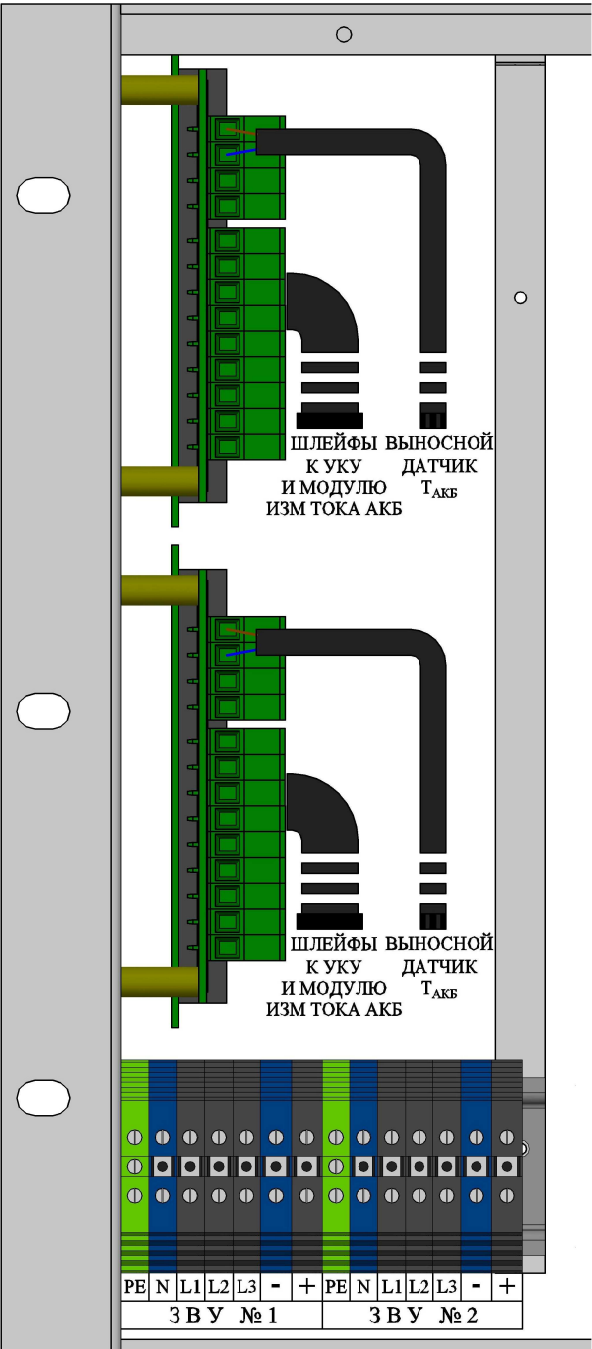 ШЛЕЙФЫ ВЫНОСНОЙ
К УКУ ДАТЧИК
И МОДУЛЮ TАКБ
ИЗМ ТОКА АКБ
ШЛЕЙФЫ ВЫНОСНОЙ
К УКУ ДАТЧИК
И МОДУЛЮ TАКБ
ИЗМ ТОКА АКБ
PE N L1 L2 L3 - + PE N L1 L2 L3 - +
ЗВУ №1 ЗВУ №2